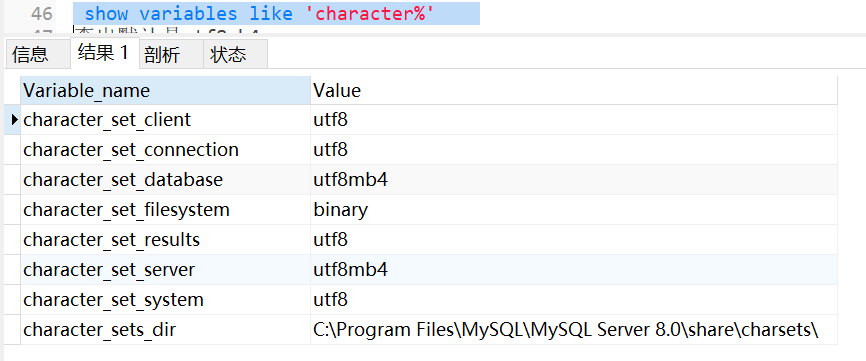 46 show variables like 'character%'
信息 结果 1 剖析 状态
Variable_name Value
character_set_client utf8
character_set_connection utf8
character_set_database utf8mb4
character_set_filesystem binary
character_set_results utf8
character_set_server utf8mb4
character_set_system utf8
character_sets_dir C:\Program Files\MySQL\MySQL Server 8.0\share\charsets\